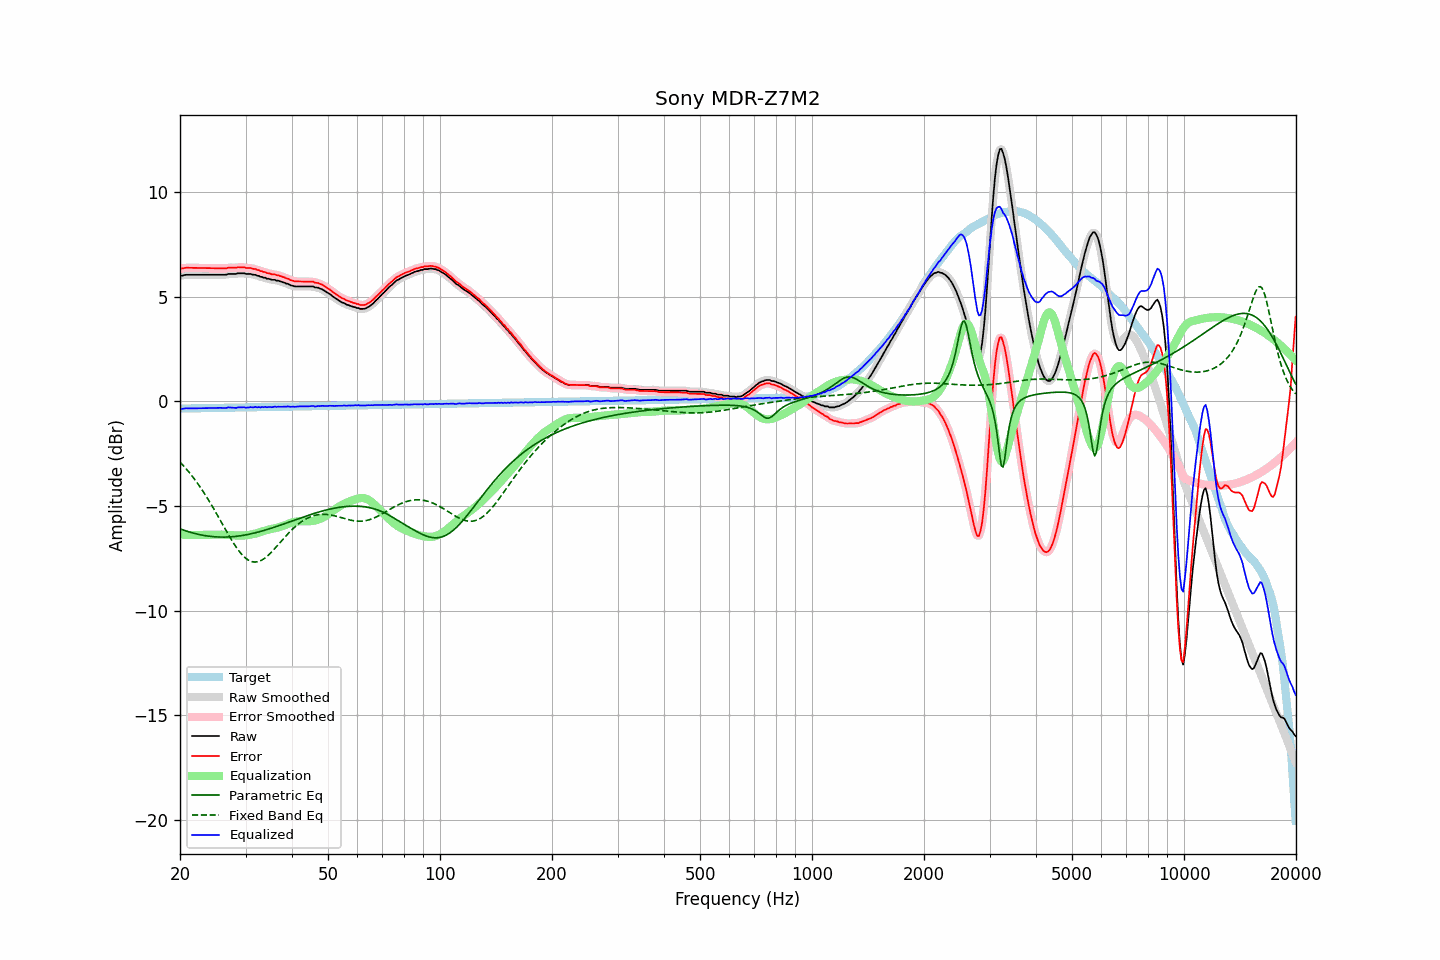 Sony MDR-Z7M2
Amplitude (dBr)
10
5
0
−5
−10
−15
−20
Target
Raw Smoothed
Error Smoothed
Raw
Error
Equalization
Parametric Eq
Fixed Band Eq
Equalized
20 50 100 200 500 1000 2000 5000 10000 20000
Frequency (Hz)